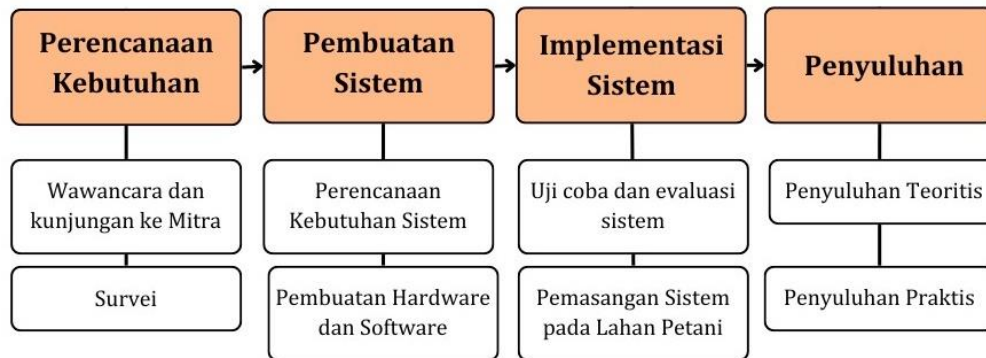 Perencanaan
Kebutuhan
Pembuatan
Sistem
Implementasi
Sistem
Penyuluhan
Wawancara dan
kunjungan ke Mitra
Perencanaan
Kebutuhan Sistem
Uji coba dan evaluasi
sistem
Penyuluhan Teoritis
Survei
Pembuatan Hardware
dan Software
Pemasangan Sistem
pada Lahan Petani
Penyuluhan Praktis